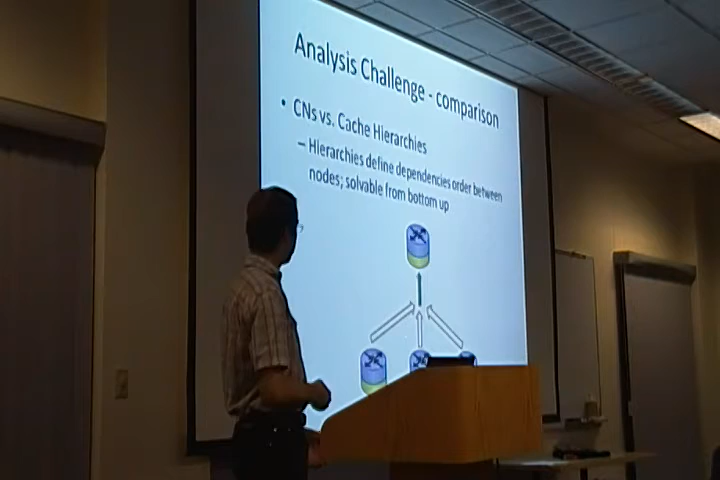 Analysis Challenge - comparison
• CNs vs. Cache Hierarchies
– Hierarchies define dependencies order between
nodes; solvable from bottom up